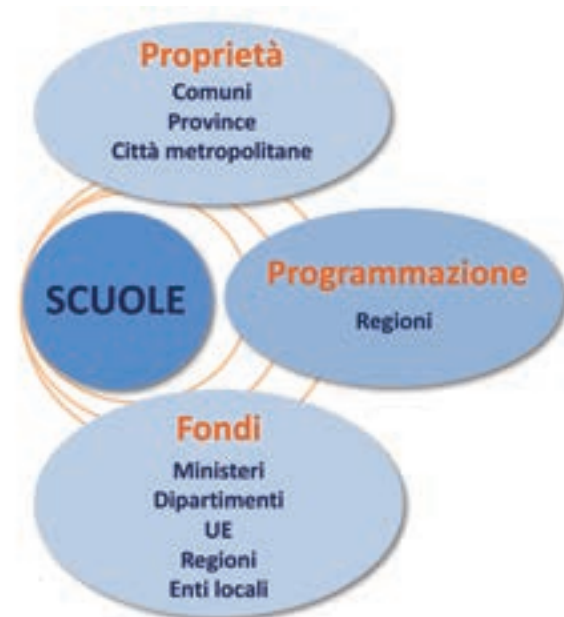 Proprietà
Comuni
Province
Città metropolitane
SCUOLE
Programmazione
Regioni
Fondi
Ministeri
Dipartimenti
UE
Regioni
Enti locali